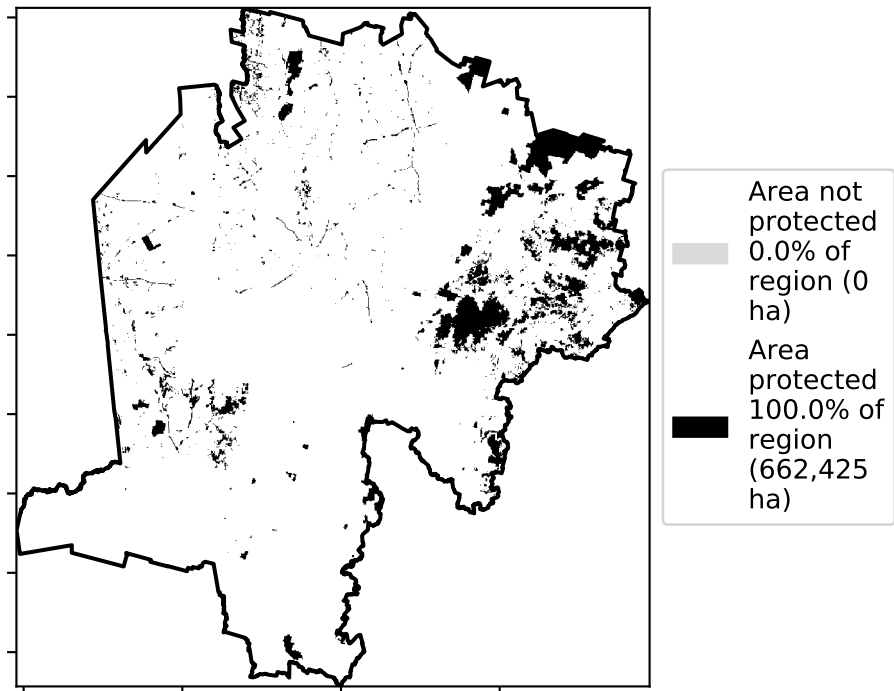 Area not
protected
0.0% of
region (0
ha)
Area
protected
100.0% of
region
(662,425
ha)